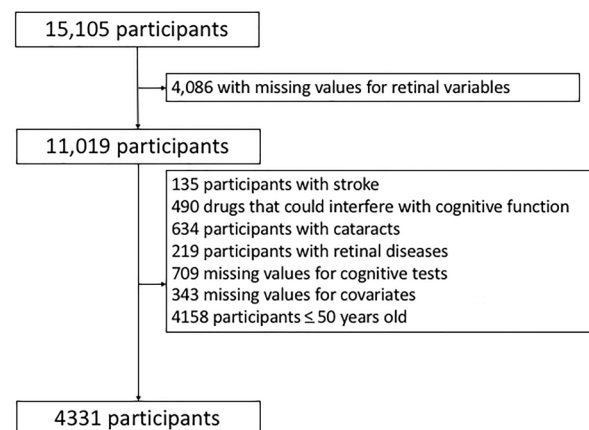 15,105 participants
4,086 with missing values for retinal variables
11,019 participants
135 participants with stroke
490 drugs that could interfere with cognitive function
634 participants with cataracts
219 participants with retinal diseases
709 missing values for cognitive tests
343 missing values for covariates
4158 participants ≤ 50 years old
4331 participants